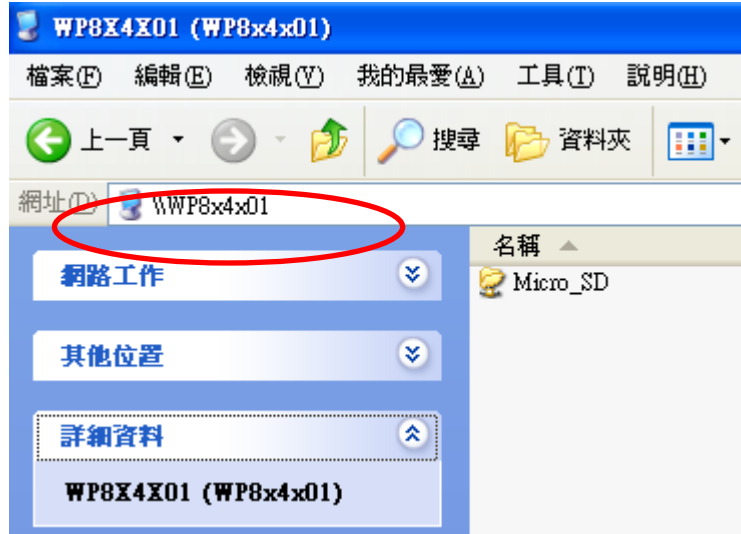 WP8X4X01 (WP8x4x01)
檔案(F) 編輯(E) 檢視(V) 我的最愛(A) 工具(T) 說明(H)
上一頁 搜尋 資料夾
網址(D) \\WP8x4x01
名稱
網路工作
Micro_SD
其他位置
詳細資料
WP8X4X01 (WP8x4x01)